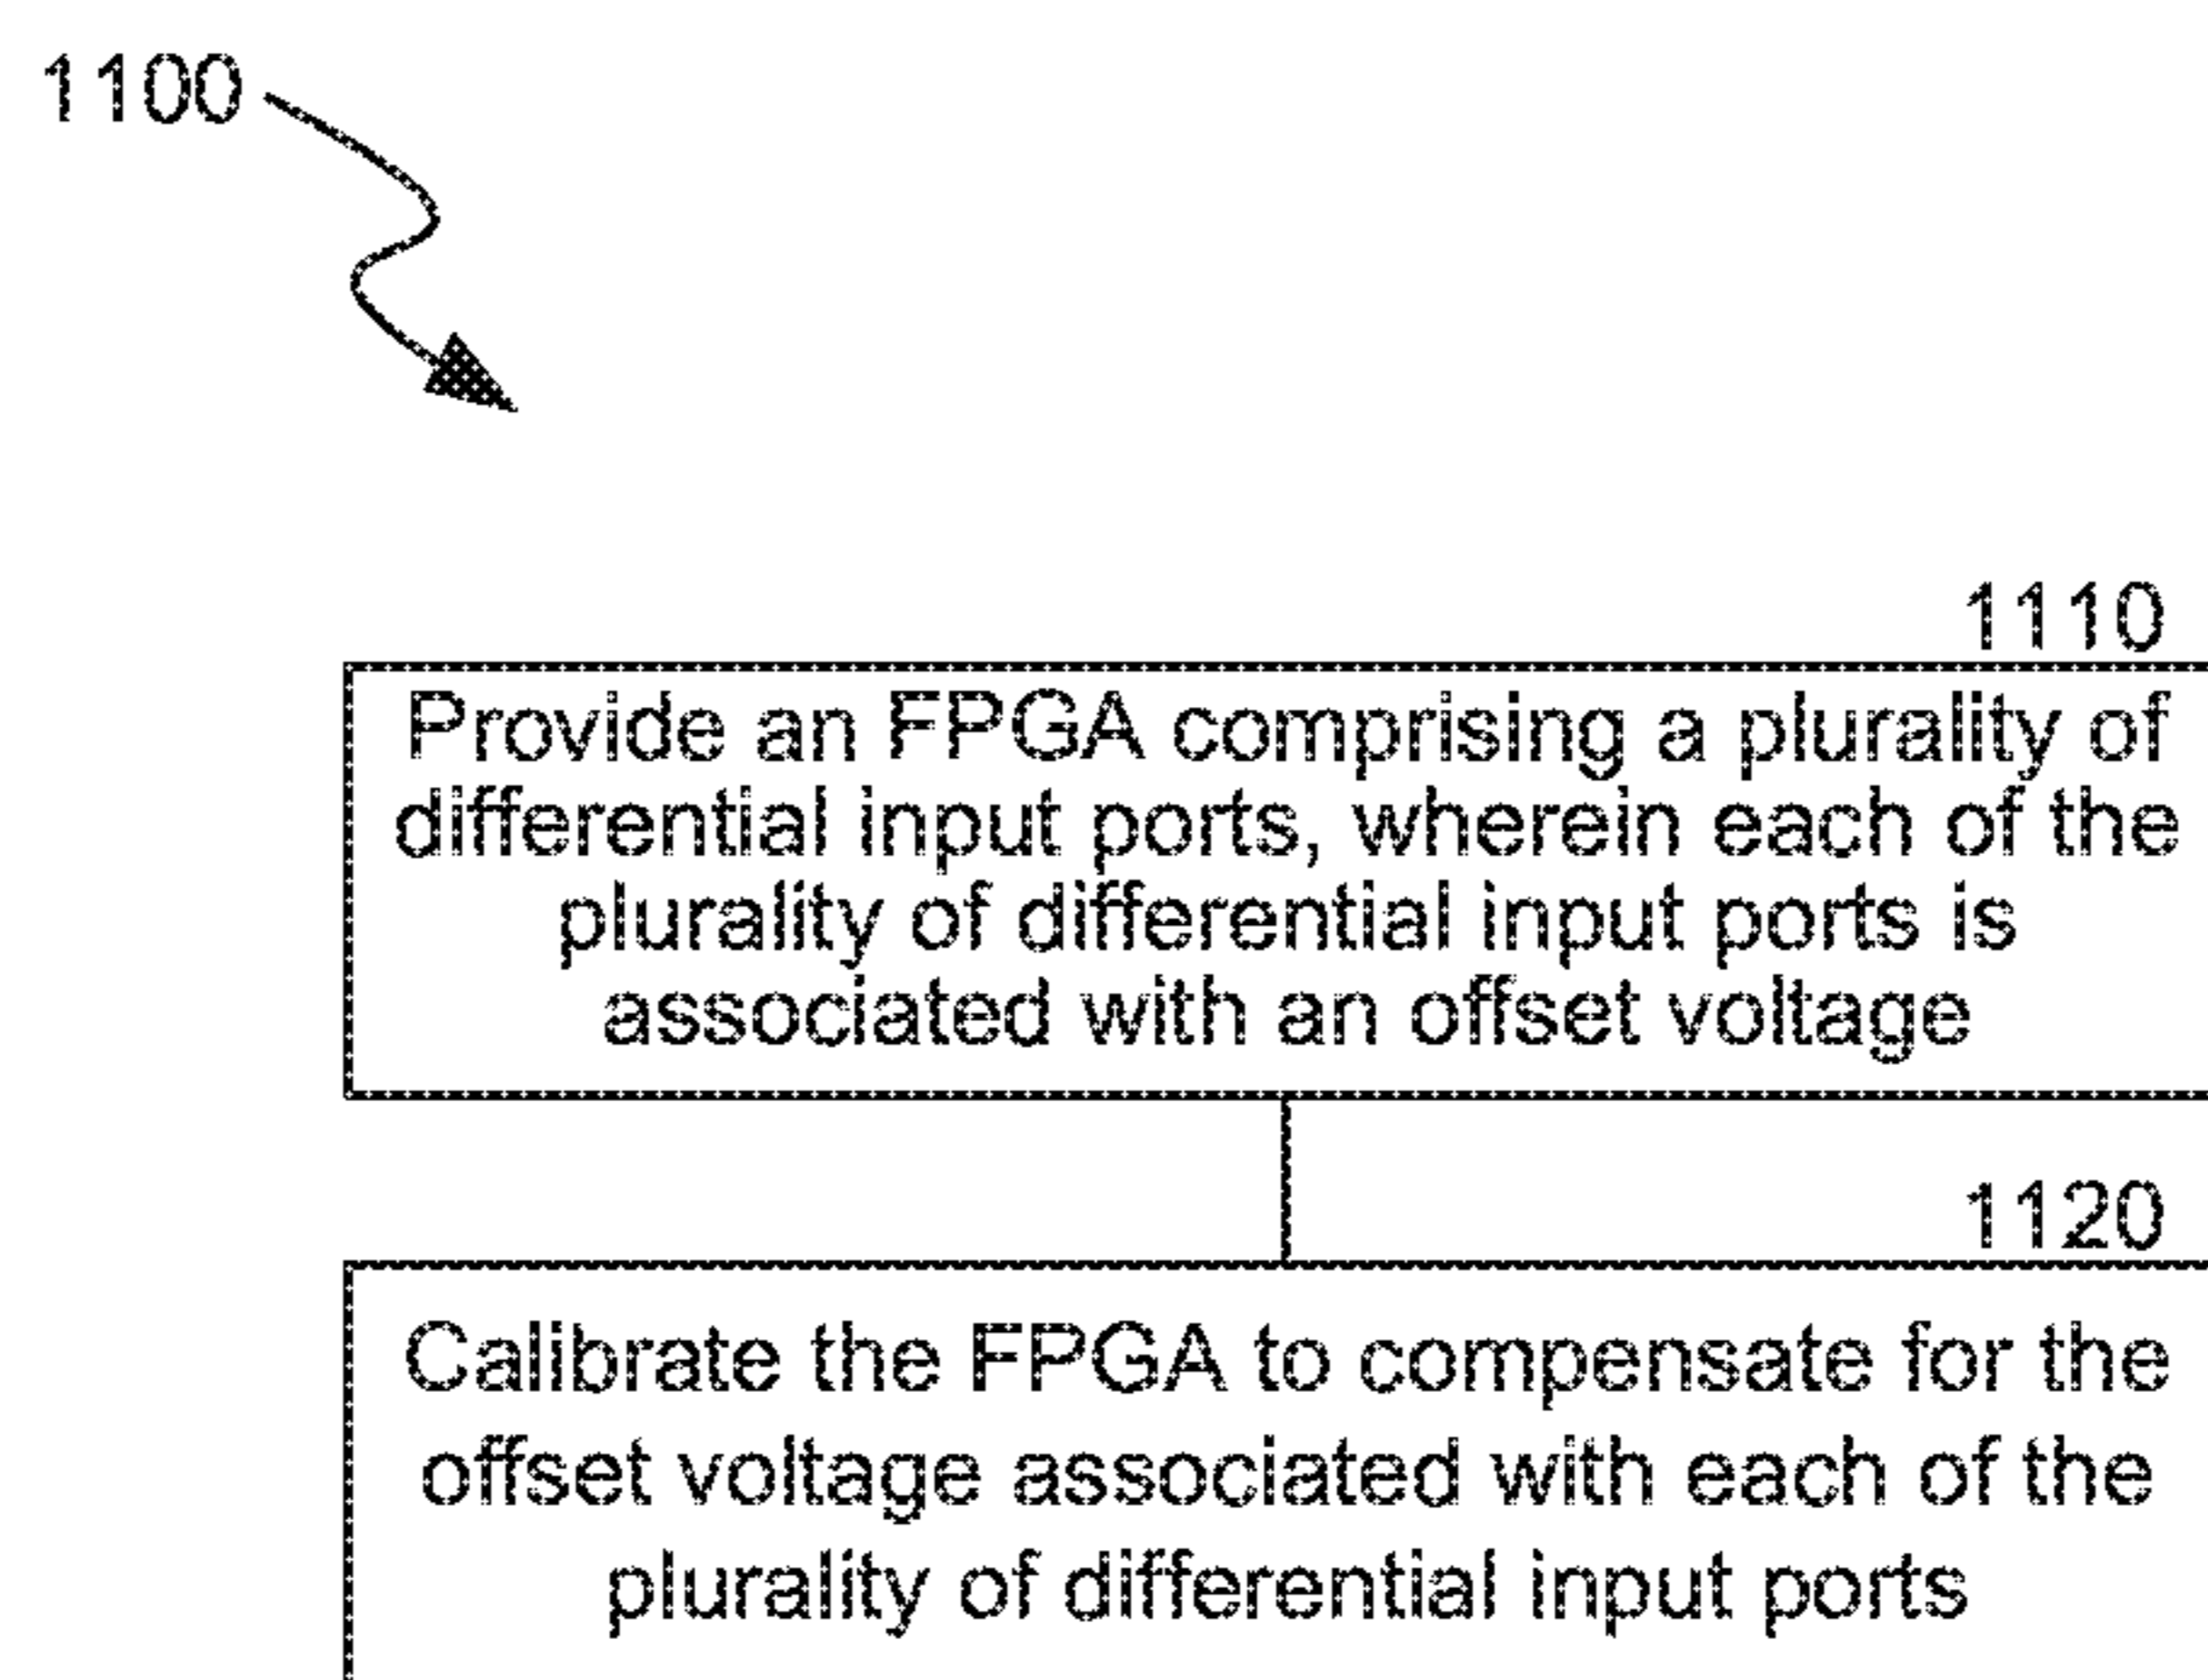 1100
1110
Provide an FPGA comprising a plurality of
differential input ports, wherein each of the
plurality of differential input ports is
associated with an offset voltage
1120
Calibrate the FPGA to compensate for the
offset voltage associated with each of the
plurality of differential input ports